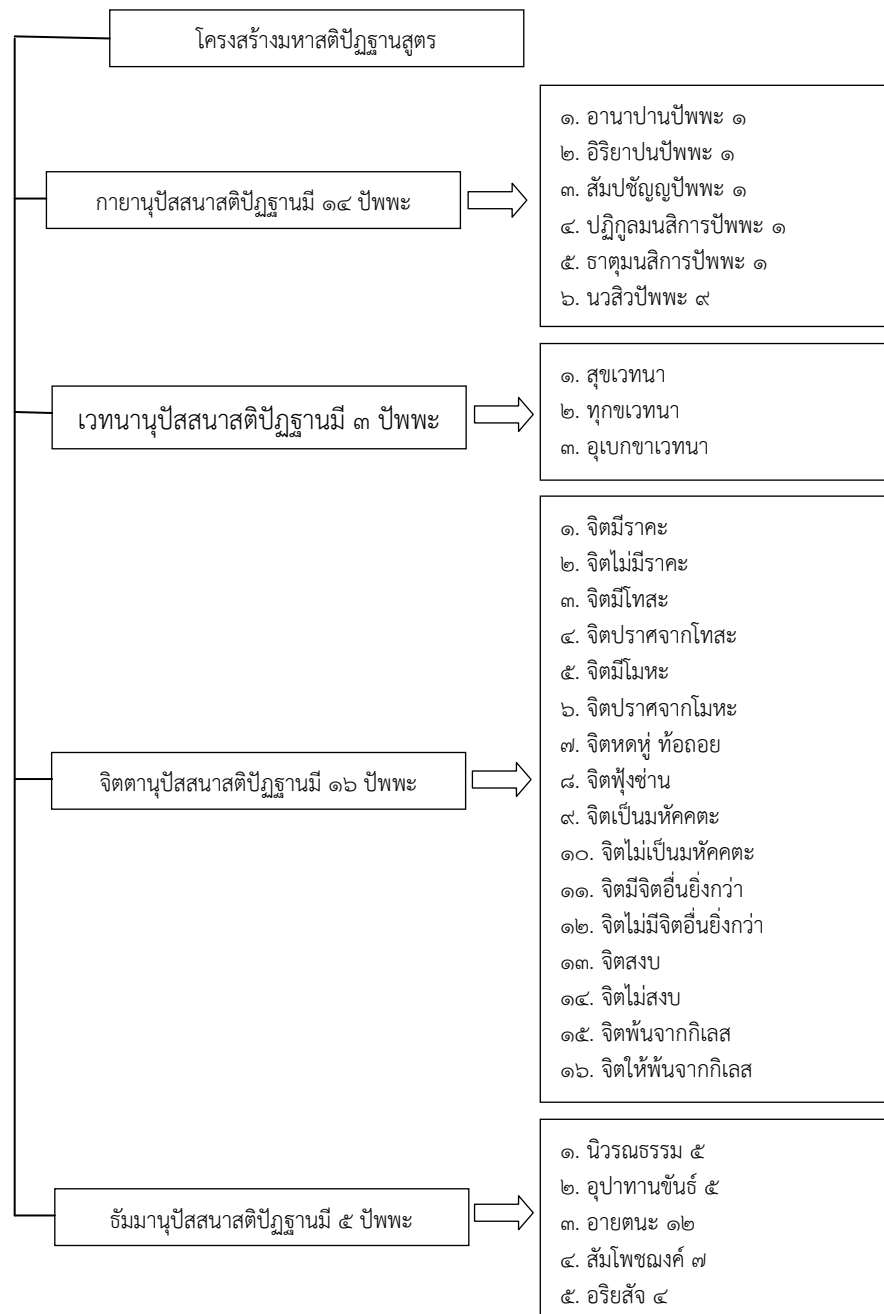 โครงสร้างมหาสติปัฏฐานสูตร
กายานุปัสสนาสติปัฏฐานมี ๑๔ ปัพพะ
๑. อานาปานปัพพะ ๑
๒. อิริยาปนปัพพะ ๑
๓. สัมปชัญญปัพพะ ๑
๔. ปฏิกูลมนสิการปัพพะ ๑
๕. ธาตุมนสิการปัพพะ ๑
๖. นวสิวปัพพะ ๙
เวทนานุปัสสนาสติปัฏฐานมี ๓ ปัพพะ
๑. สุขเวทนา
๒. ทุกขเวทนา
๓. อุเบกขาเวทนา
จิตตานุปัสสนาสติปัฏฐานมี ๑๖ ปัพพะ
๑. จิตมีราคะ
๒. จิตไม่มีราคะ
๓. จิตมีโทสะ
๔. จิตปราศจากโทสะ
๕. จิตมีโมหะ
๖. จิตปราศจากโมหะ
๗. จิตหดหู่ ท้อถอย
๘. จิตฟุ้งซ่าน
๙. จิตเป็นมหัคคตะ
๑๐. จิตไม่เป็นมหัคคตะ
๑๑. จิตมีจิตอื่นยิ่งกว่า
๑๒. จิตไม่มีจิตอื่นยิ่งกว่า
๑๓. จิตสงบ
๑๔. จิตไม่สงบ
๑๕. จิตพ้นจากกิเลส
๑๖. จิตให้พ้นจากกิเลส
ธัมมานุปัสสนาสติปัฏฐานมี ๕ ปัพพะ
๑. นิวรณธรรม ๕
๒. อุปาทานขันธ์ ๕
๓. อายตนะ ๑๒
๔. สัมโพชฌงค์ ๗
๕. อริยสัจ ๔